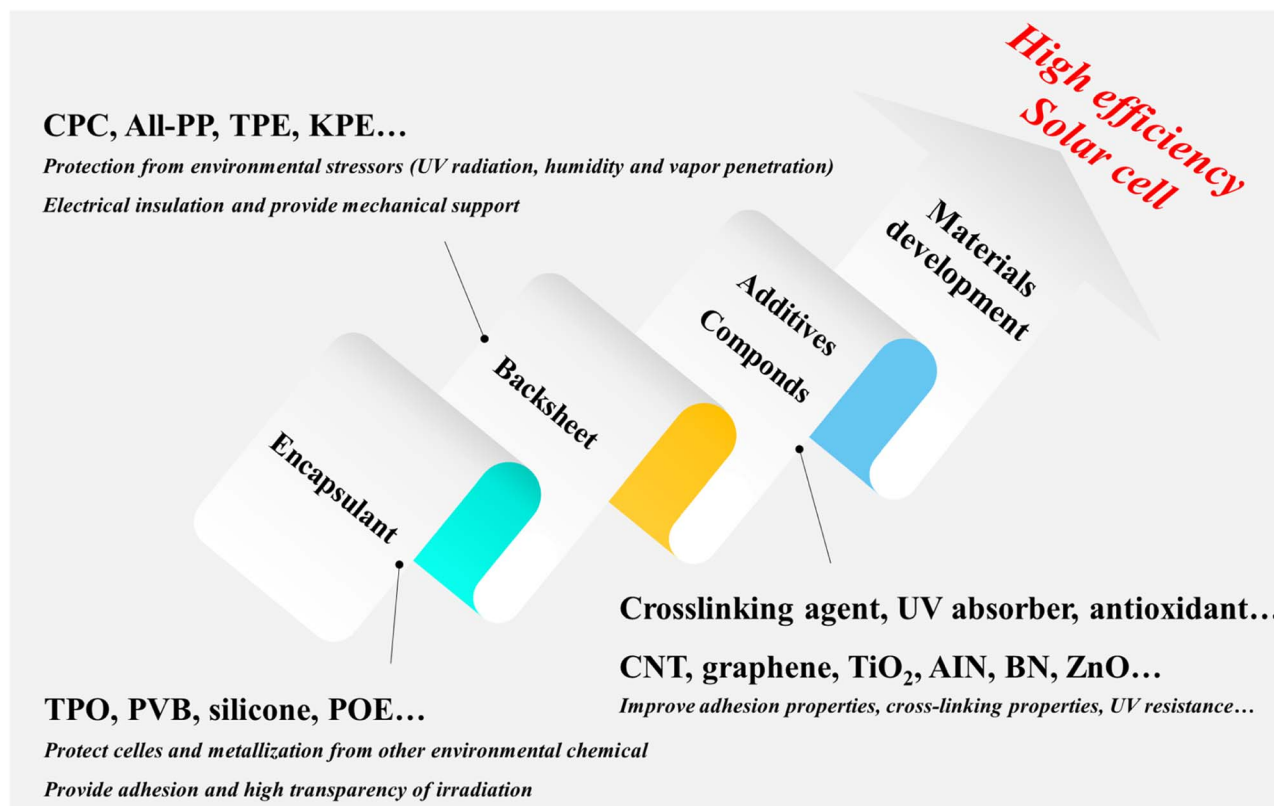 High efficiency
Solar cell
CPC, All-PP, TPE, KPE…
Protection from environmental stressors (UV radiation, humidity and vapor penetration)
Electrical insulation and provide mechanical support
Materials
development
Additives
Componds
Backsheet
Encapsulant
Crosslinking agent, UV absorber, antioxidant…
CNT, graphene, TiO₂, AIN, BN, ZnO…
Improve adhesion properties, cross-linking properties, UV resistance…
TPO, PVB, silicone, POE…
Protect celles and metallization from other environmental chemical
Provide adhesion and high transparency of irradiation